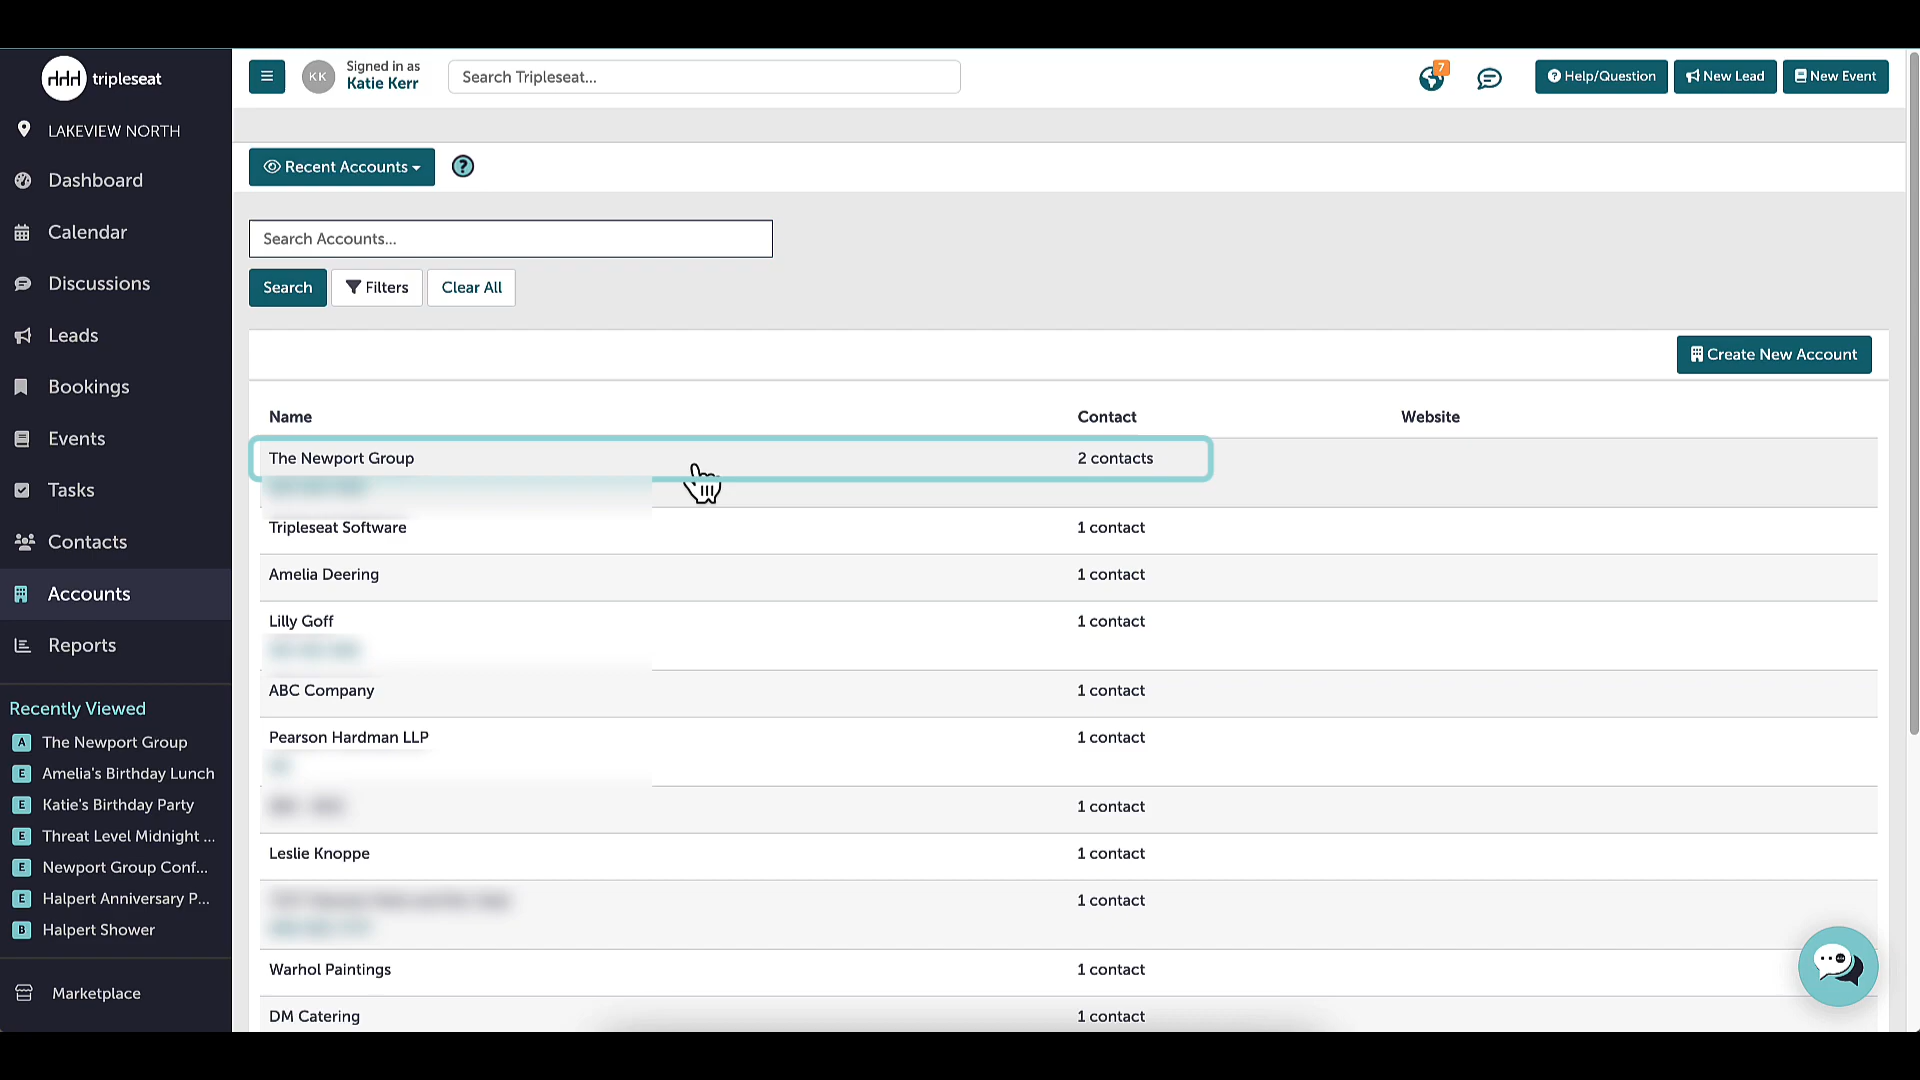 tripleseat
LAKEVIEW NORTH
Dashboard
Calendar
Discussions
Leads
Bookings
Events
Tasks
Contacts
Accounts
Reports
Recently Viewed
A The Newport Group
E Amelia's Birthday Lunch
E Katie's Birthday Party
E Threat Level Midnight ...
E Newport Group Conf...
E Halpert Anniversary P...
B Halpert Shower
Marketplace
KK
Signed in as
Katie Kerr
Search Tripleseat...
7
Help/Question
New Lead
New Event
Recent Accounts
?
Search Accounts...
Search
Filters
Clear All
Create New Account
Name Contact Website
The Newport Group 2 contacts
Tripleseat Software 1 contact
Amelia Deering 1 contact
Lilly Goff 1 contact
ABC Company 1 contact
Pearson Hardman LLP 1 contact
1 contact
Leslie Knoppe 1 contact
1 contact
Warhol Paintings 1 contact
DM Catering 1 contact